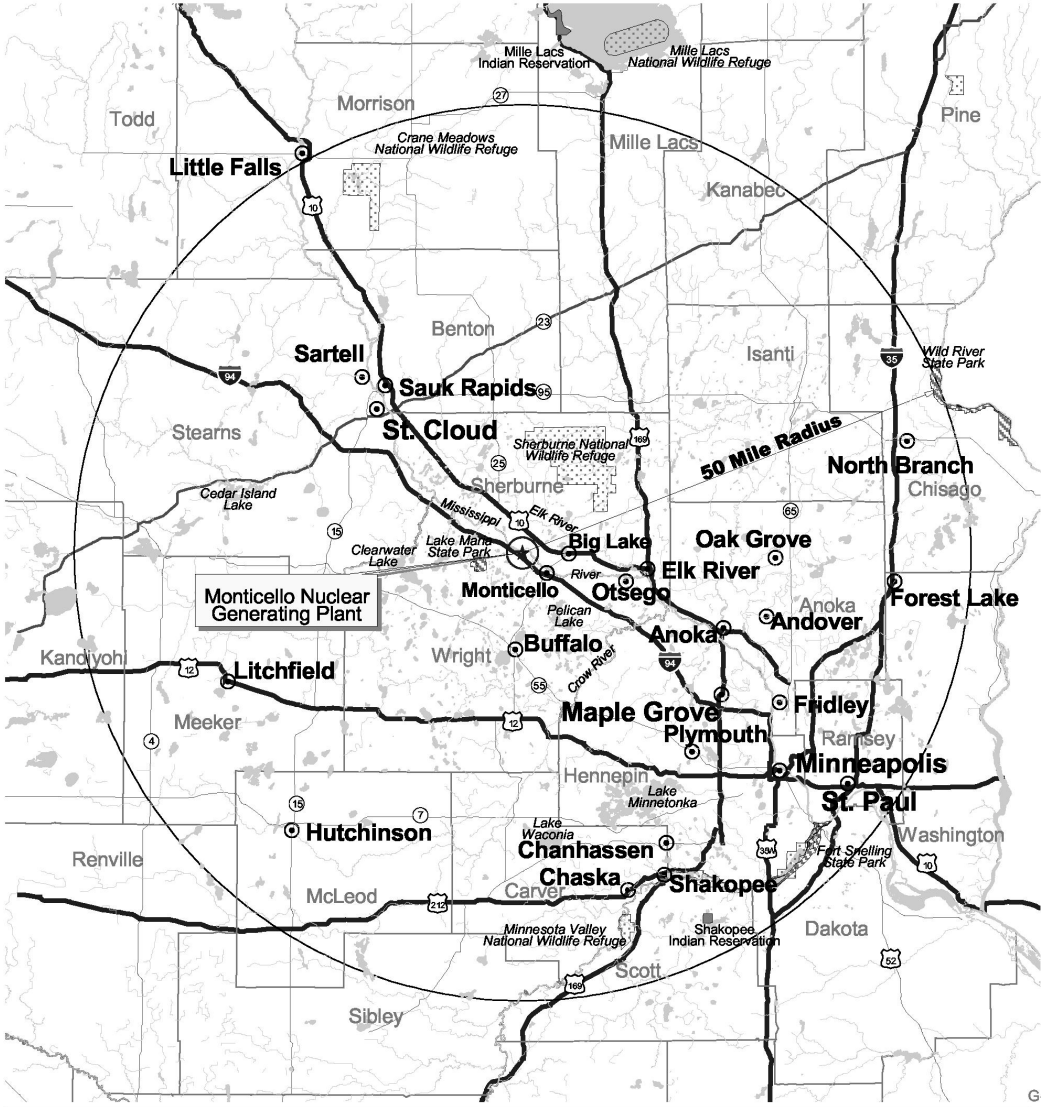 Mille Lacs
Indian Reservation
Mille Lacs
National Wildlife Refuge
27
Morrison
Todd
Pine
Crane Meadows
National Wildlife Refuge
Mille Lacs
Little Falls
Kanabec
10
23
Benton
Sartell
Isanti
35
Wild River
State Park
94
Sauk Rapids
95
St. Cloud
Stearns
169
Sherburne National
Wildlife Refuge
50 Mile Radius
North Branch
25
Sherburne
Chisago
Cedar Island
Lake
Mississippi
Elk River
10
65
15
Clearwater
Lake
Lake Maria
State Park
Big Lake
Oak Grove
River
Elk River
Monticello
Otsego
Monticello Nuclear
Generating Plant
Forest Lake
Pelican
Lake
Anoka
Andover
Anoka
Buffalo
Kandiyohi
Wright
94
12
Litchfield
Crow River
55
Maple Grove
Fridley
Meeker
12
Plymouth
Ramsey
4
Hennepin
Minneapolis
Lake
Minnetonka
St. Paul
15
7
Hutchinson
Lake
Waconia
Washington
Chanhassen
35W
Fort Snelling
State Park
Renville
10
Chaska
Shakopee
McLeod
Carver
212
Minnesota Valley
National Wildlife Refuge
Shakopee
Indian Reservation
Dakota
52
Scott
169
Sibley
G